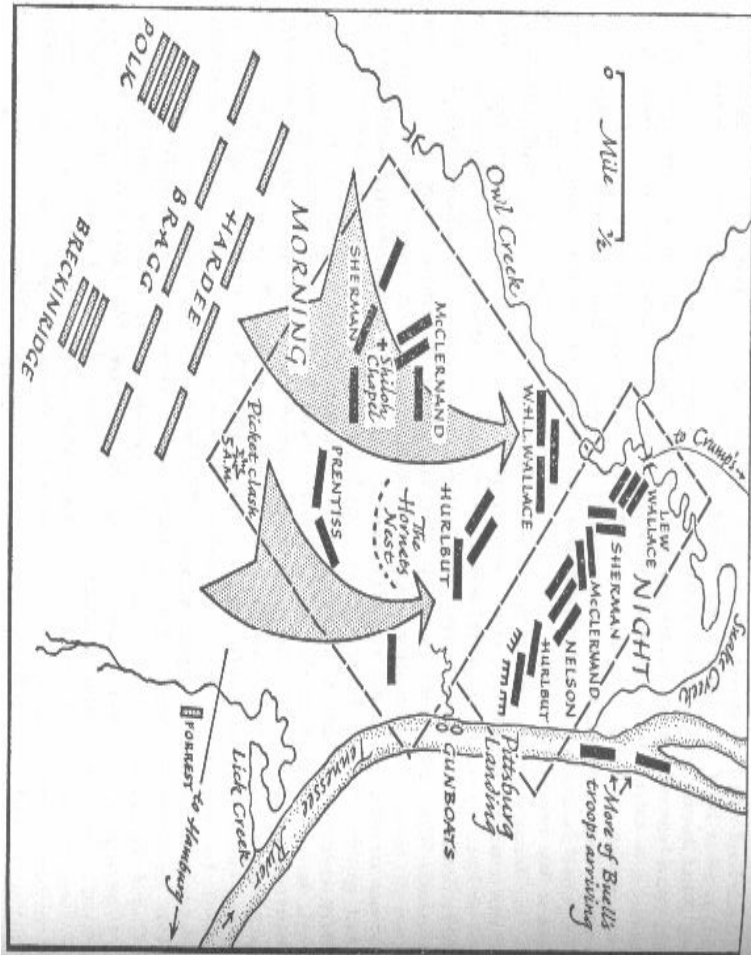 0 Mile ½
Owl Creek
to Crump's
Snake Creek
POLK
BRAGG
HARDEE
BRECKINRIDGE
MORNING
SHERMAN
+ Shiloh
Chapel
McCLERNAND
W.H.L. WALLACE
Picket clash
5 A.M.
PRENTISS
The
Hornets
Nest
HURLBUT
LEW
WALLACE
SHERMAN
McCLERNAND
NIGHT
NELSON
HURLBUT
Pittsburg
Landing
GUNBOATS
More of Buell's
troops arriving
Tennessee River
Lick Creek
FORREST
to Hamburg